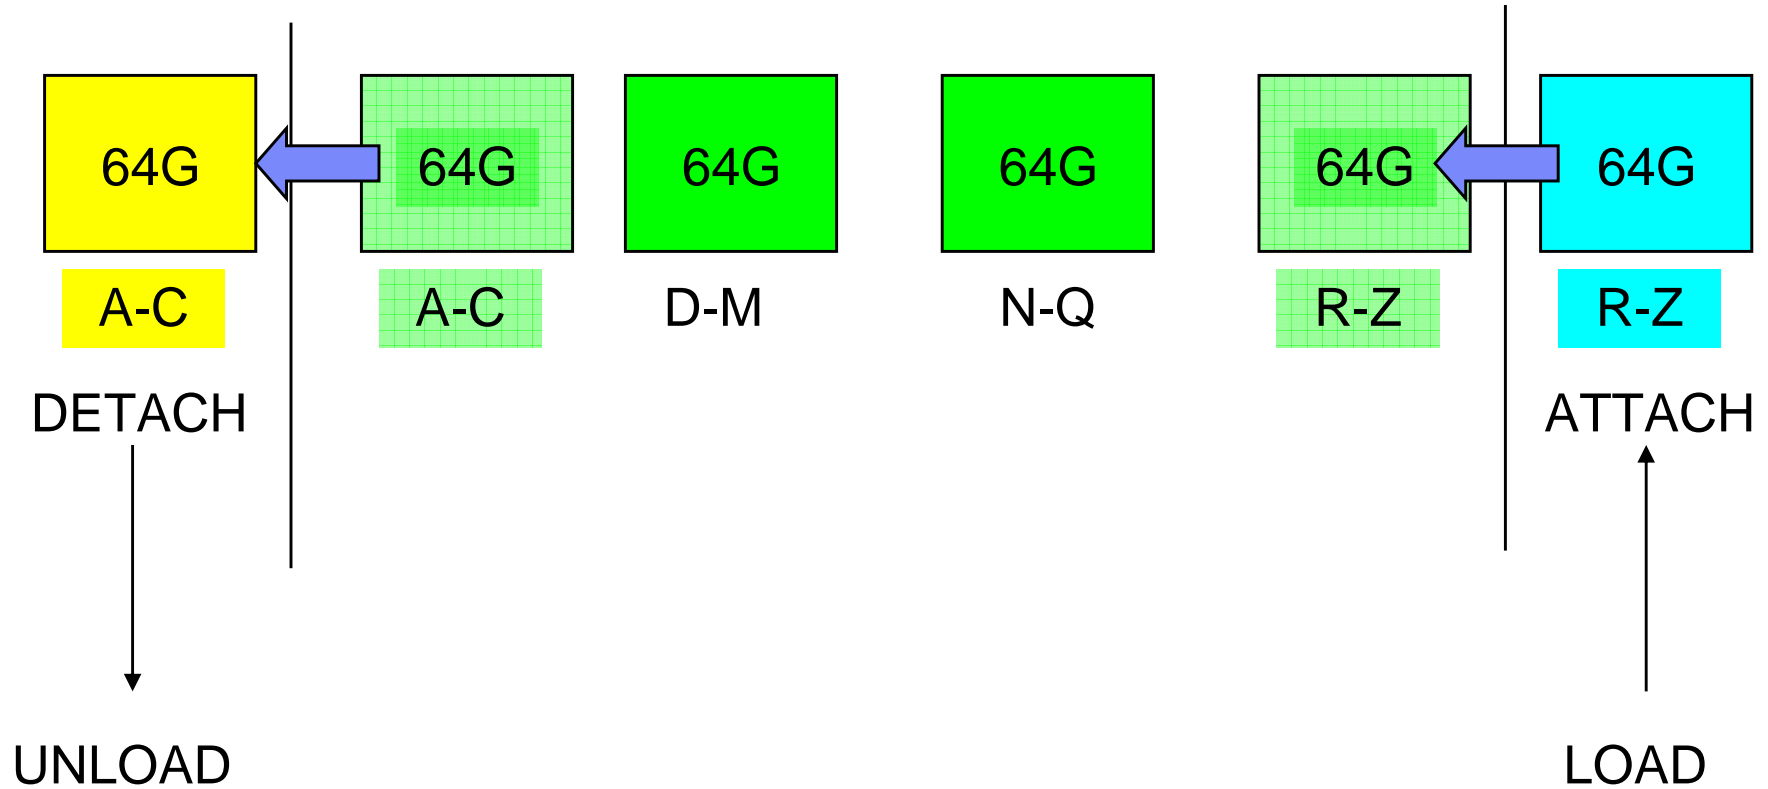 64G 64G 64G 64G 64G 64G
A-C A-C D-M N-Q R-Z R-Z
DETACH ATTACH
UNLOAD LOAD